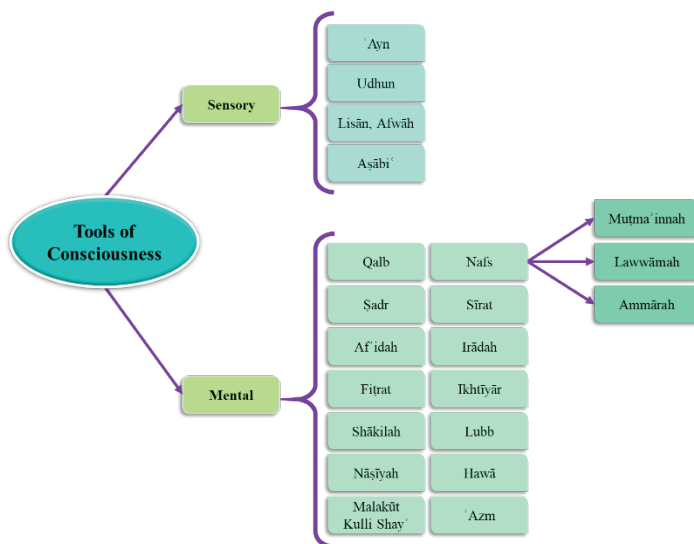 ʿAyn
Udhun
Lisān, Afwāh
Aṣābiʿ
Sensory
Tools of
Consciousness
Mental
Qalb
Nafs
Ṣadr
Sīrat
Afʾidah
Irādah
Fiṭrat
Ikhtīyār
Shākilah
Lubb
Nāṣīyah
Hawā
Malakūt
Kulli Shayʾ
ʿAzm
Muṭmaʾinnah
Lawwāmah
Ammārah